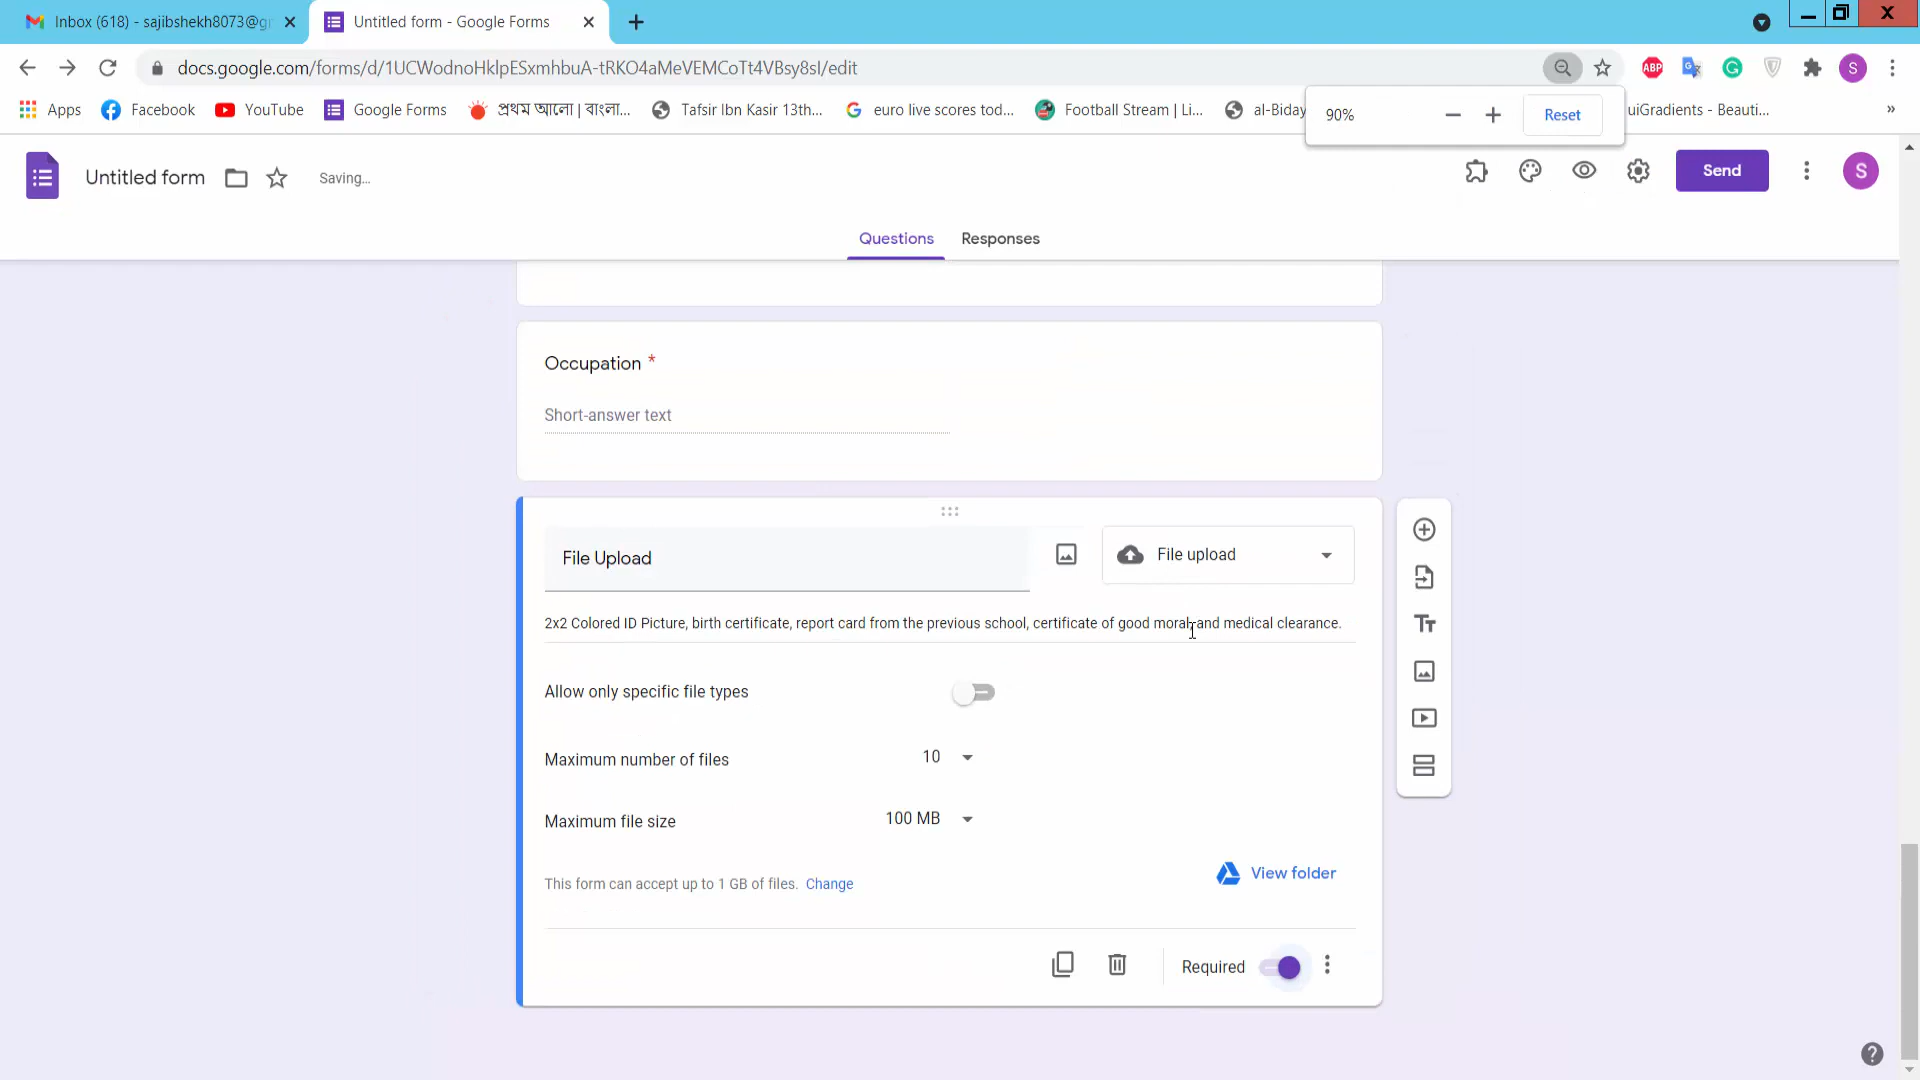 Inbox (618) - sajibshekh8073@g
Untitled form - Google Forms
docs.google.com/forms/d/1UCWodnoHklpESxmhbuA-tRKO4aMeVEMCoTt4VBsy8sI/edit
ABP
S
Apps
Facebook
YouTube
Google Forms
প্রথম আলো | বাংলা...
Tafsir Ibn Kasir 13th...
euro live scores tod...
Football Stream | Li...
al-Biday
uiGradients - Beauti...
»
90%
Reset
Untitled form
Saving...
Send
S
Questions
Responses
Occupation *
Short-answer text
File Upload
File upload
2x2 Colored ID Picture, birth certificate, report card from the previous school, certificate of good moral and medical clearance.
Allow only specific file types
Maximum number of files
10
Maximum file size
100 MB
This form can accept up to 1 GB of files. Change
View folder
Required